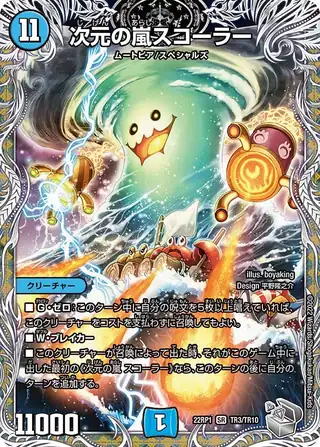 11
次元の嵐スコーラー
ムートピア/スペシャルズ
illus. boyaking
Design 平野隆之介
クリーチャー
■G・ゼロ:このターン中に自分の呪文を5枚以上唱えていれば、
このクリーチャーをコストを支払わずに召喚してもよい。
■W・ブレイカー
■このクリーチャーが召喚によって出た時、それがこのゲーム中に
出した最初の《次元の嵐 スコーラー》なら、このターンの後に自分の
ターンを追加する。
11000
1
22RP1 SR TR3/TR10